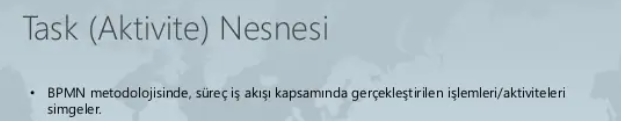 Task (Aktivite) Nesnesi
• BPMN metodolojisinde, süreç iş akışı kapsamında gerçekleştirilen işlemleri/aktiviteleri
simgeler.